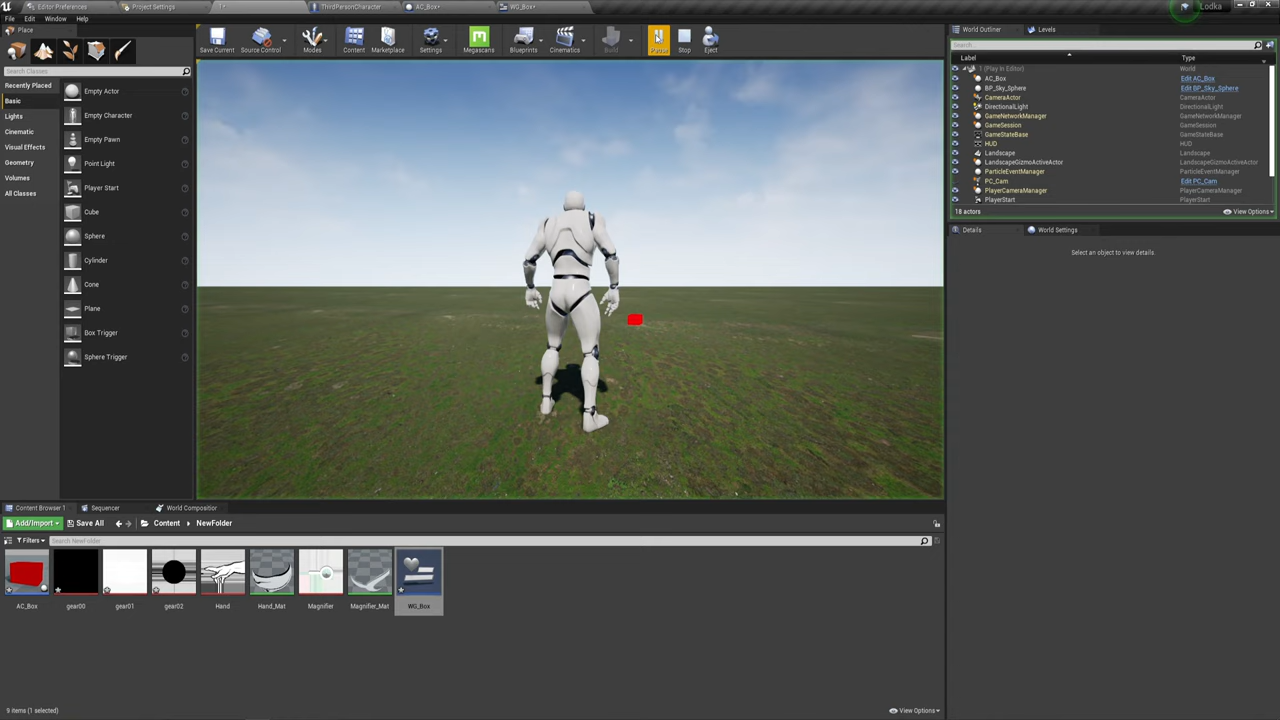 Editor Preferences
Project Settings
1*
ThirdPersonCharacter
AC_Box*
WG_Box*
Lodka
File Edit Window Help
Place
Save Current
Source Control
Modes
Content
Marketplace
Settings
Megascans
Blueprints
Cinematics
Build
Pause
Stop
Eject
World Outliner
Levels
Search Classes
Search...
Recently Placed
Basic
Lights
Cinematic
Visual Effects
Geometry
Volumes
All Classes
Empty Actor
Empty Character
Empty Pawn
Point Light
Player Start
Cube
Sphere
Cylinder
Cone
Plane
Box Trigger
Sphere Trigger
Label Type
1 (Play In Editor) World
AC_Box Edit AC_Box
BP_Sky_Sphere Edit BP_Sky_Sphere
CameraActor CameraActor
DirectionalLight DirectionalLight
GameNetworkManager GameNetworkManager
GameSession GameSession
GameStateBase GameStateBase
HUD HUD
Landscape Landscape
LandscapeGizmoActiveActor LandscapeGizmoActiveActor
ParticleEventManager ParticleEventManager
PC_Cam Edit PC_Cam
PlayerCameraManager PlayerCameraManager
PlayerStart PlayerStart
18 actors View Options
Details
World Settings
Select an object to view details.
Content Browser 1
Sequencer
World Compositior
Add/Import
Save All
Content
NewFolder
Filters
Search NewFolder
AC_Box
gear00
gear01
gear02
Hand
Hand_Mat
Magnifier
Magnifier_Mat
WG_Box
9 items (1 selected)
View Options